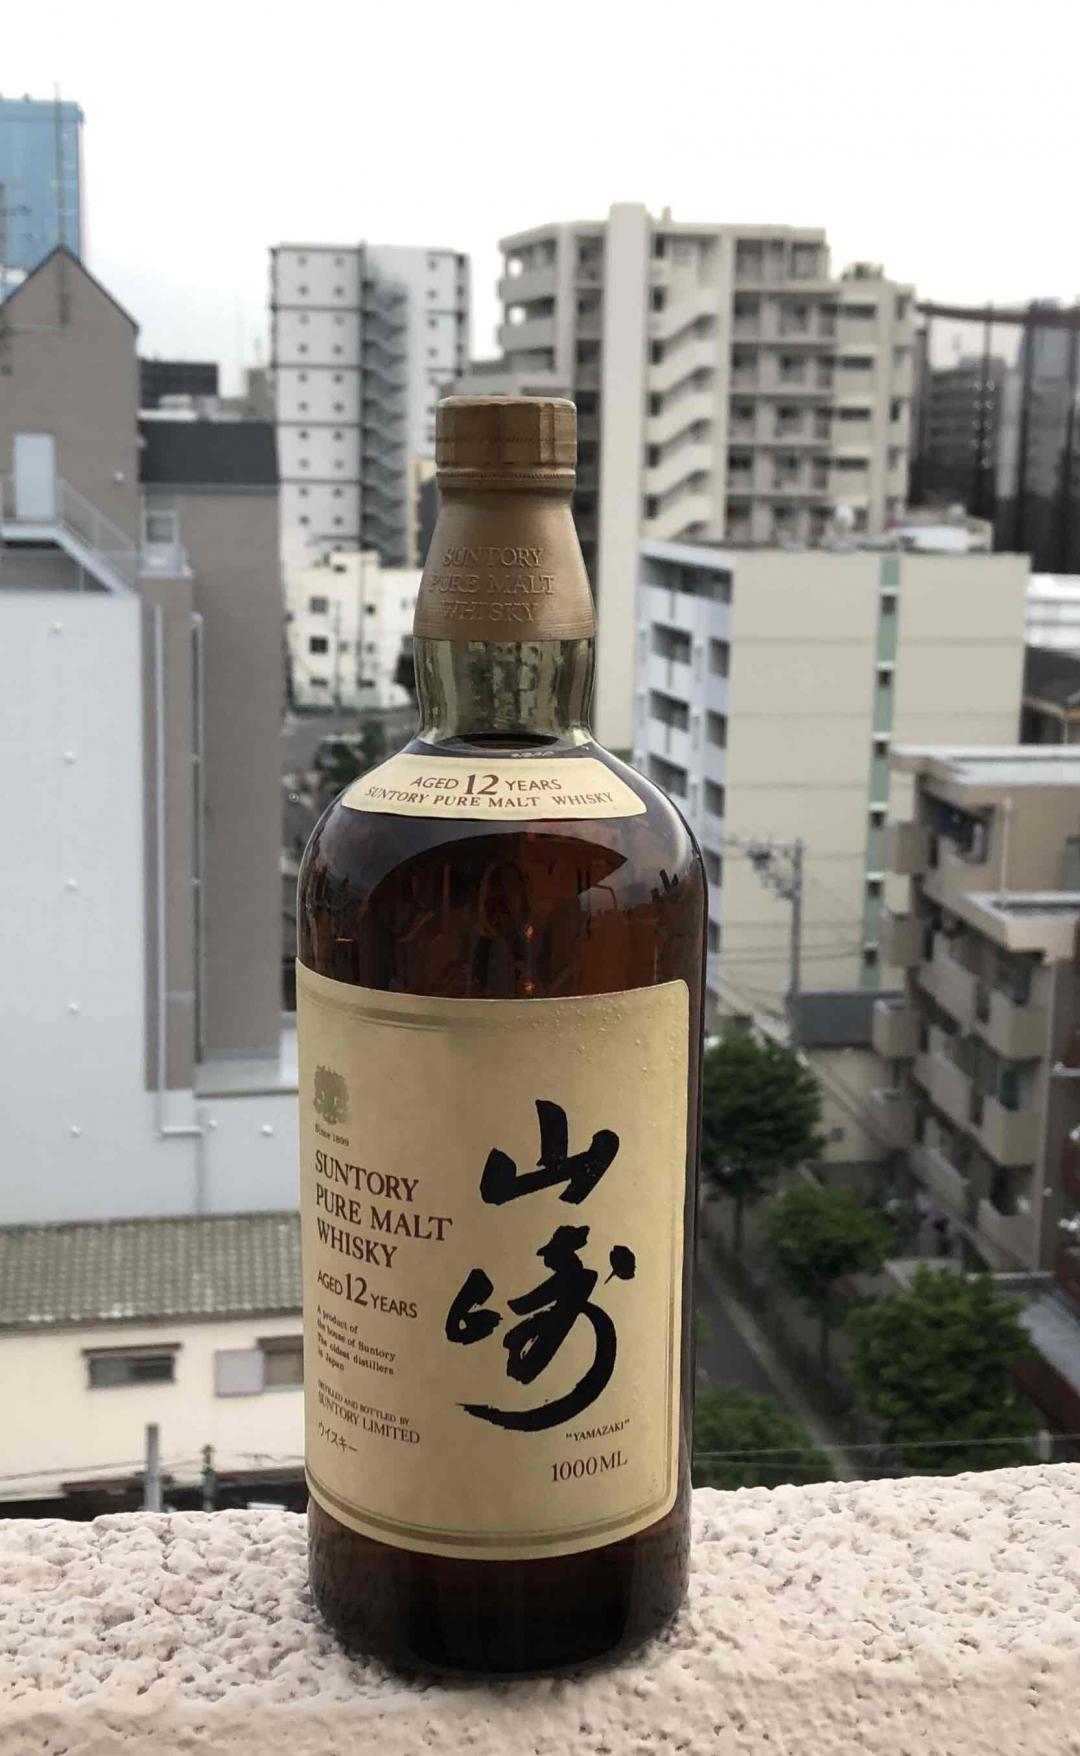 SUNTORY
PURE MALT
WHISKY
AGED 12 YEARS
SUNTORY PURE MALT WHISKY
Since 1899
SUNTORY
PURE MALT
WHISKY
AGED 12 YEARS
A product of
the house of Suntory
The oldest distillers
in Japan
DISTILLED AND BOTTLED BY
SUNTORY LIMITED
ウイスキー
山
崎
"YAMAZAKI"
1000ML